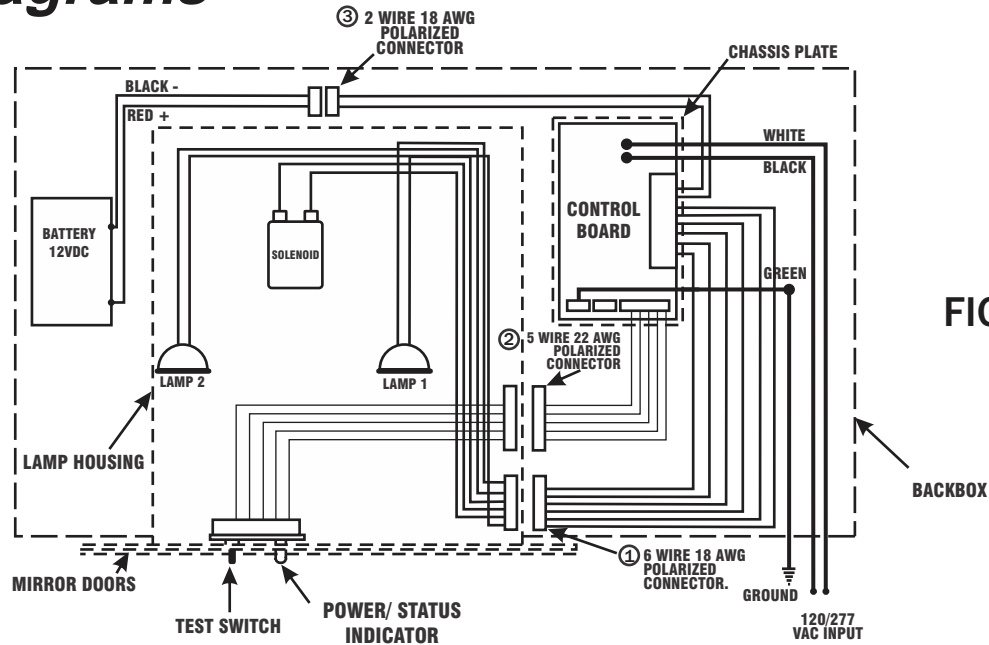 agrams
③ 2 WIRE 18 AWG
POLARIZED
CONNECTOR
CHASSIS PLATE
BLACK -
RED +
WHITE
BLACK
BATTERY
12VDC
SOLENOID
CONTROL
BOARD
GREEN
FIG
② 5 WIRE 22 AWG
POLARIZED
CONNECTOR
LAMP 2
LAMP 1
LAMP HOUSING
BACKBOX
① 6 WIRE 18 AWG
POLARIZED
CONNECTOR.
MIRROR DOORS
GROUND
TEST SWITCH
POWER/ STATUS
INDICATOR
120/277
VAC INPUT